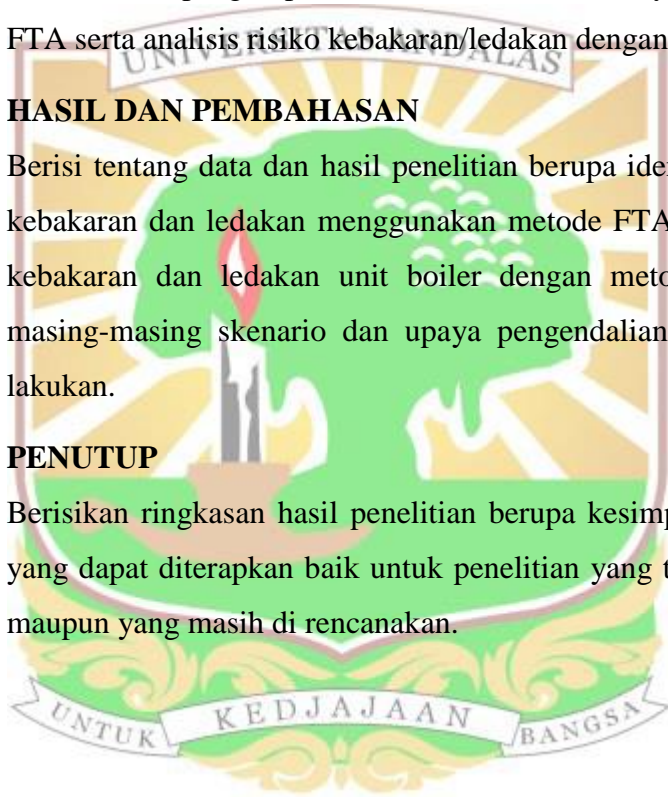 FTA serta analisis risiko kebakaran/ledakan dengan
UNIVERSITAS ANDALAS
HASIL DAN PEMBAHASAN
Berisi tentang data dan hasil penelitian berupa iden
kebakaran dan ledakan menggunakan metode FTA
kebakaran dan ledakan unit boiler dengan meto
masing-masing skenario dan upaya pengendalian
lakukan.
PENUTUP
Berisikan ringkasan hasil penelitian berupa kesimp
yang dapat diterapkan baik untuk penelitian yang t
maupun yang masih di rencanakan.
UNTUK KEDJAJAAN BANGSA